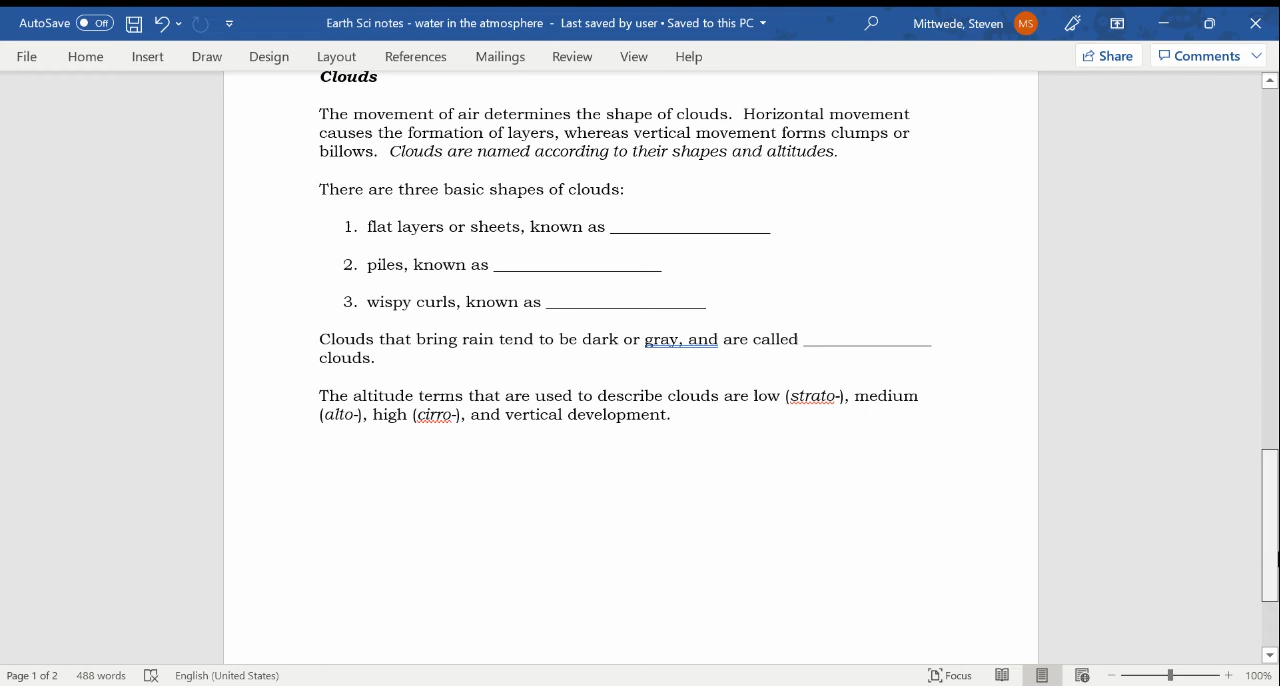 AutoSave Off Earth Sci notes - water in the atmosphere - Last saved by user • Saved to this PC Mittwede, Steven MS
File Home Insert Draw Design Layout References Mailings Review View Help Share Comments
Clouds
The movement of air determines the shape of clouds. Horizontal movement
causes the formation of layers, whereas vertical movement forms clumps or
billows. Clouds are named according to their shapes and altitudes.
There are three basic shapes of clouds:
1. flat layers or sheets, known as ____________________
2. piles, known as _____________________
3. wispy curls, known as ____________________
Clouds that bring rain tend to be dark or gray, and are called ________________
clouds.
The altitude terms that are used to describe clouds are low (strato-), medium
(alto-), high (cirro-), and vertical development.
Page 1 of 2 488 words English (United States) Focus 100%